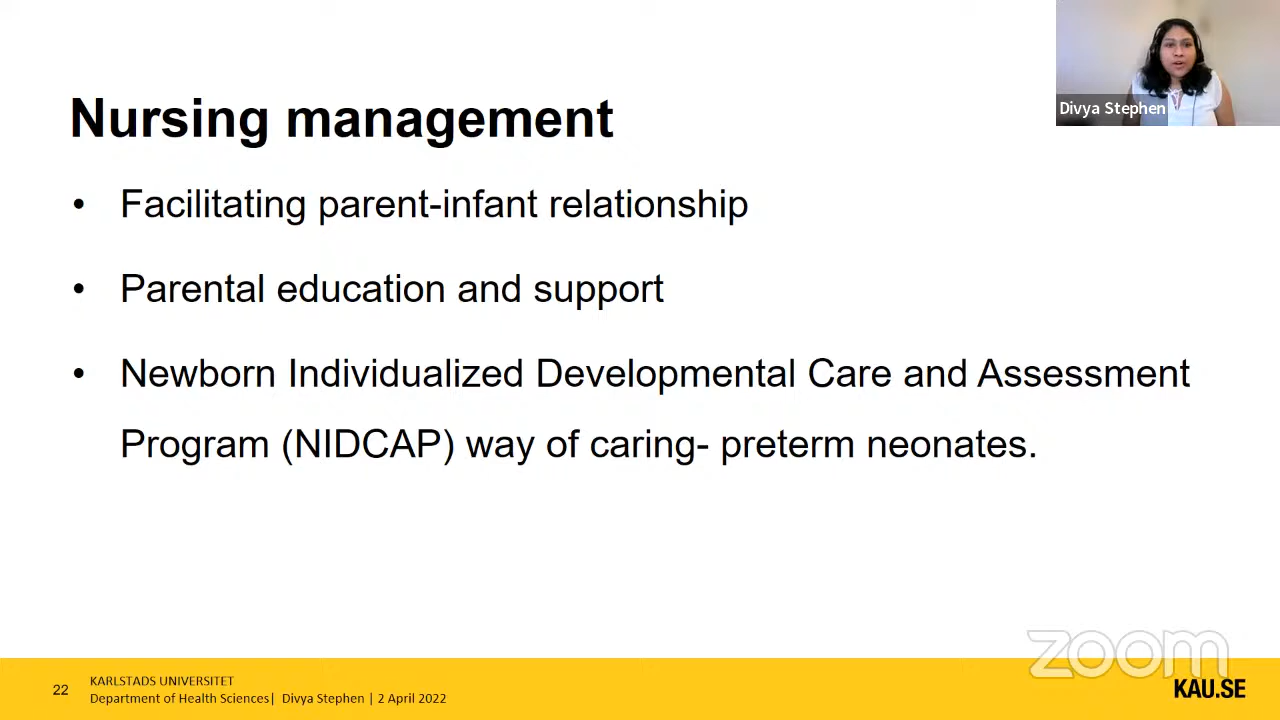 Divya Stephen
Nursing management
• Facilitating parent-infant relationship
• Parental education and support
• Newborn Individualized Developmental Care and Assessment
Program (NIDCAP) way of caring- preterm neonates.
zoom
22
KARLSTADS UNIVERSITET
Department of Health Sciences| Divya Stephen | 2 April 2022
KAU.SE